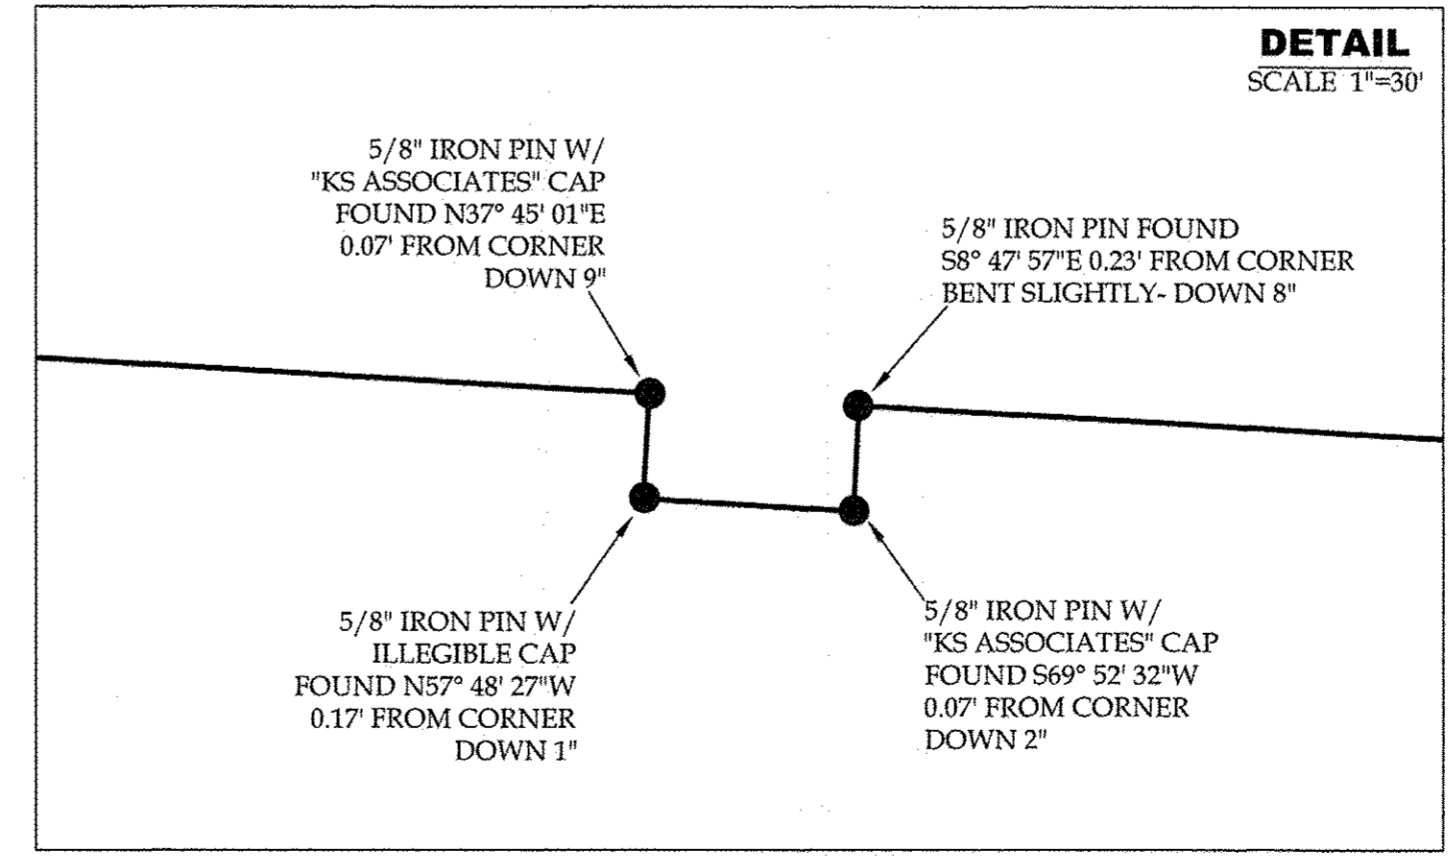 DETAIL
SCALE 1"=30'
5/8" IRON PIN W/
"KS ASSOCIATES" CAP
FOUND N37° 45' 01"E
0.07' FROM CORNER
DOWN 9"
5/8" IRON PIN FOUND
S8° 47' 57"E 0.23' FROM CORNER
BENT SLIGHTLY- DOWN 8"
5/8" IRON PIN W/
ILLEGIBLE CAP
FOUND N57° 48' 27"W
0.17' FROM CORNER
DOWN 1"
5/8" IRON PIN W/
"KS ASSOCIATES" CAP
FOUND S69° 52' 32"W
0.07' FROM CORNER
DOWN 2"